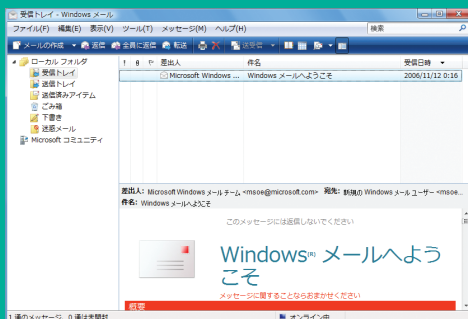 受信トレイ - Windows メール
ファイル(F) 編集(E) 表示(V) ツール(T) メッセージ(M) ヘルプ(H)
検索
メールの作成 返信 全員に返信 転送 送受信
ローカル フォルダ
受信トレイ
送信トレイ
送信済みアイテム
ごみ箱
下書き
迷惑メール
Microsoft コミュニティ
! 差出人 件名 受信日時
Microsoft Windows ... Windows メールへようこそ 2006/11/12 0:16
差出人: Microsoft Windows メール チーム <msoe@microsoft.com> 宛先: 新規の Windows メール ユーザー <msoe...
件名: Windows メールへようこそ
このメッセージには返信しないでください
Windows® メールへよう
こそ
メッセージに関することならおまかせください
概要
1 通のメッセージ、0 通は未開封
オンライン中